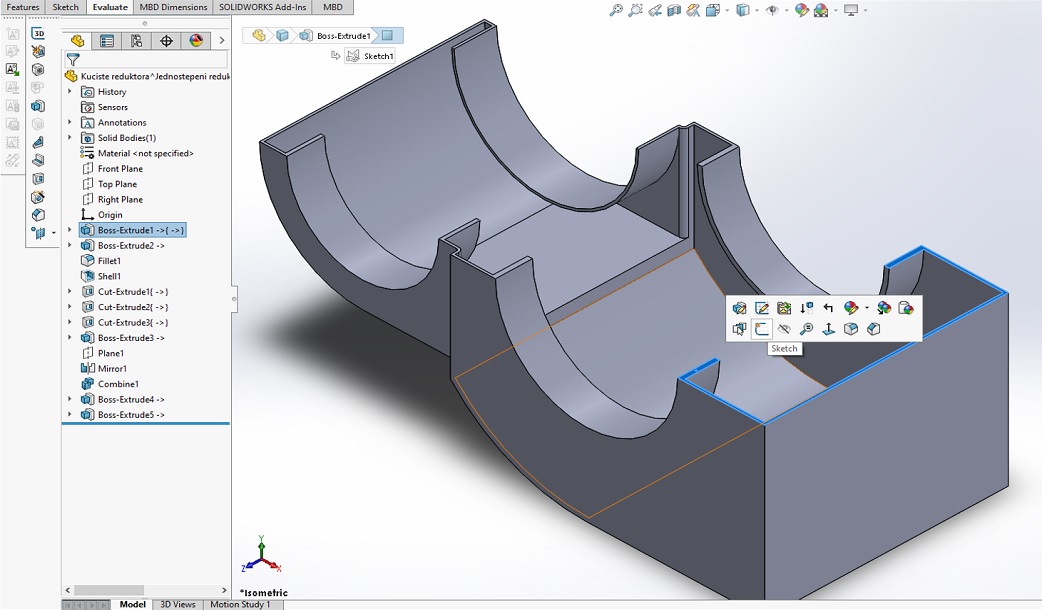 Features Sketch Evaluate MBD Dimensions SOLIDWORKS Add-Ins MBD
3D
Boss-Extrude1
Sketch1
Kuciste reduktora^Jednostepeni reduk
History
Sensors
Annotations
Solid Bodies(1)
Material <not specified>
Front Plane
Top Plane
Right Plane
Origin
Boss-Extrude1 ->{ ->}
Boss-Extrude2 ->
Fillet1
Shell1
Cut-Extrude1{ ->}
Cut-Extrude2{ ->}
Cut-Extrude3{ ->}
Boss-Extrude3 ->
Plane1
Mirror1
Combine1
Boss-Extrude4 ->
Boss-Extrude5 ->
Sketch
Y
Z
X
*Isometric
Model 3D Views Motion Study 1